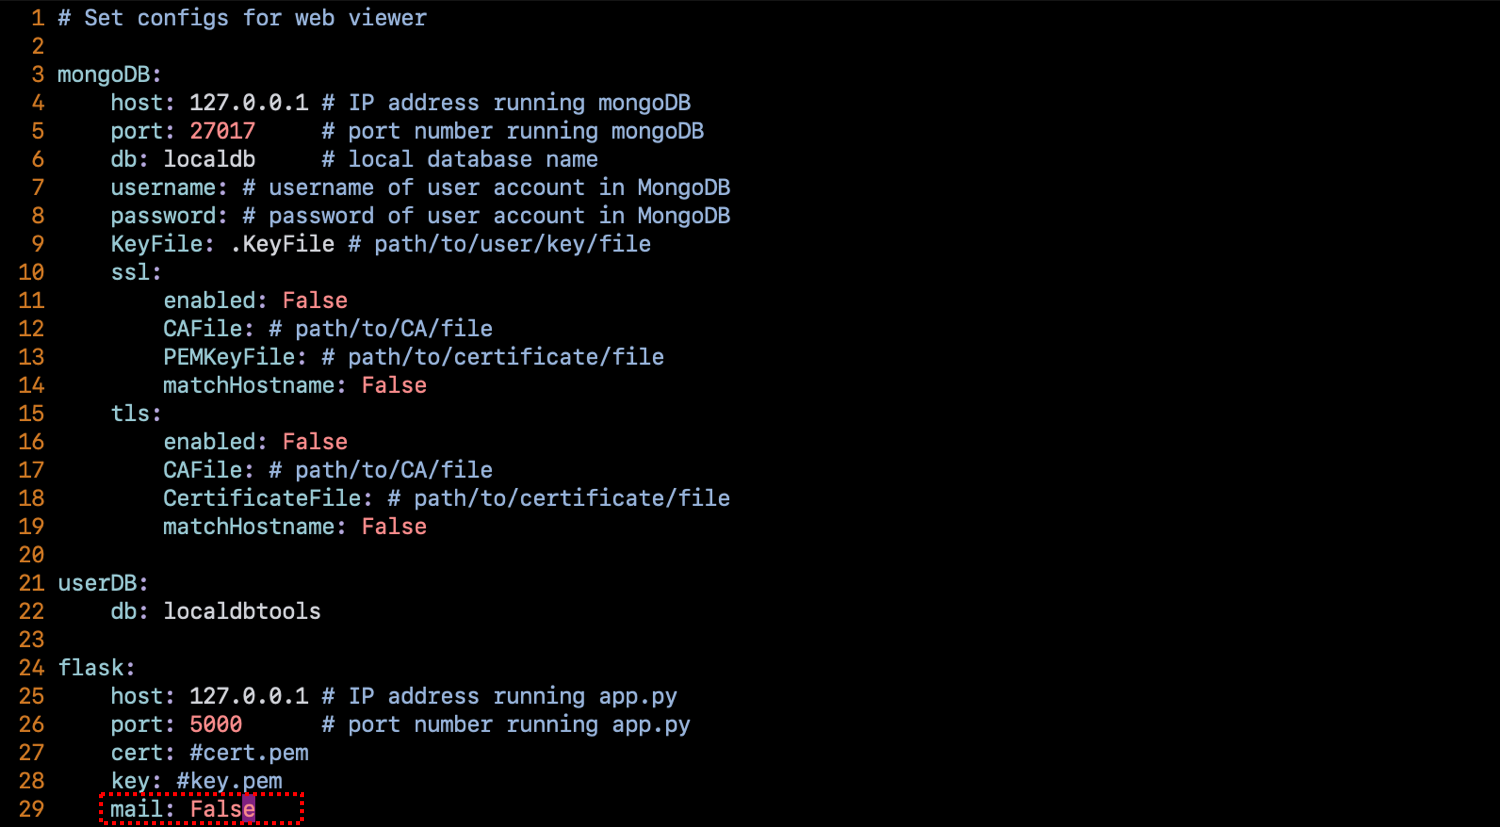 1 # Set configs for web viewer
2
3 mongoDB:
4     host: 127.0.0.1 # IP address running mongoDB
5     port: 27017     # port number running mongoDB
6     db: localdb     # local database name
7     username: # username of user account in MongoDB
8     password: # password of user account in MongoDB
9     KeyFile: .KeyFile # path/to/user/key/file
10     ssl:
11         enabled: False
12         CAFile: # path/to/CA/file
13         PEMKeyFile: # path/to/certificate/file
14         matchHostname: False
15     tls:
16         enabled: False
17         CAFile: # path/to/CA/file
18         CertificateFile: # path/to/certificate/file
19         matchHostname: False
20
21 userDB:
22     db: localdbtools
23
24 flask:
25     host: 127.0.0.1 # IP address running app.py
26     port: 5000      # port number running app.py
27     cert: #cert.pem
28     key: #key.pem
29     mail: False